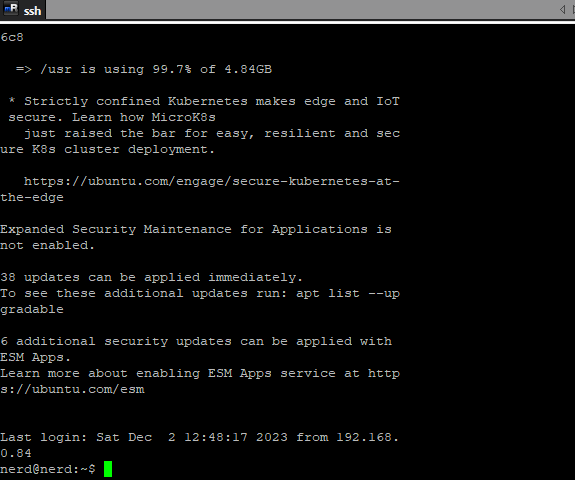 ssh
6c8
=> /usr is using 99.7% of 4.84GB
* Strictly confined Kubernetes makes edge and IoT
secure. Learn how MicroK8s
just raised the bar for easy, resilient and sec
ure K8s cluster deployment.
https://ubuntu.com/engage/secure-kubernetes-at-
the-edge
Expanded Security Maintenance for Applications is
not enabled.
38 updates can be applied immediately.
To see these additional updates run: apt list --up
gradable
6 additional security updates can be applied with
ESM Apps.
Learn more about enabling ESM Apps service at http
s://ubuntu.com/esm
Last login: Sat Dec  2 12:48:17 2023 from 192.168.
0.84
nerd@nerd:~$